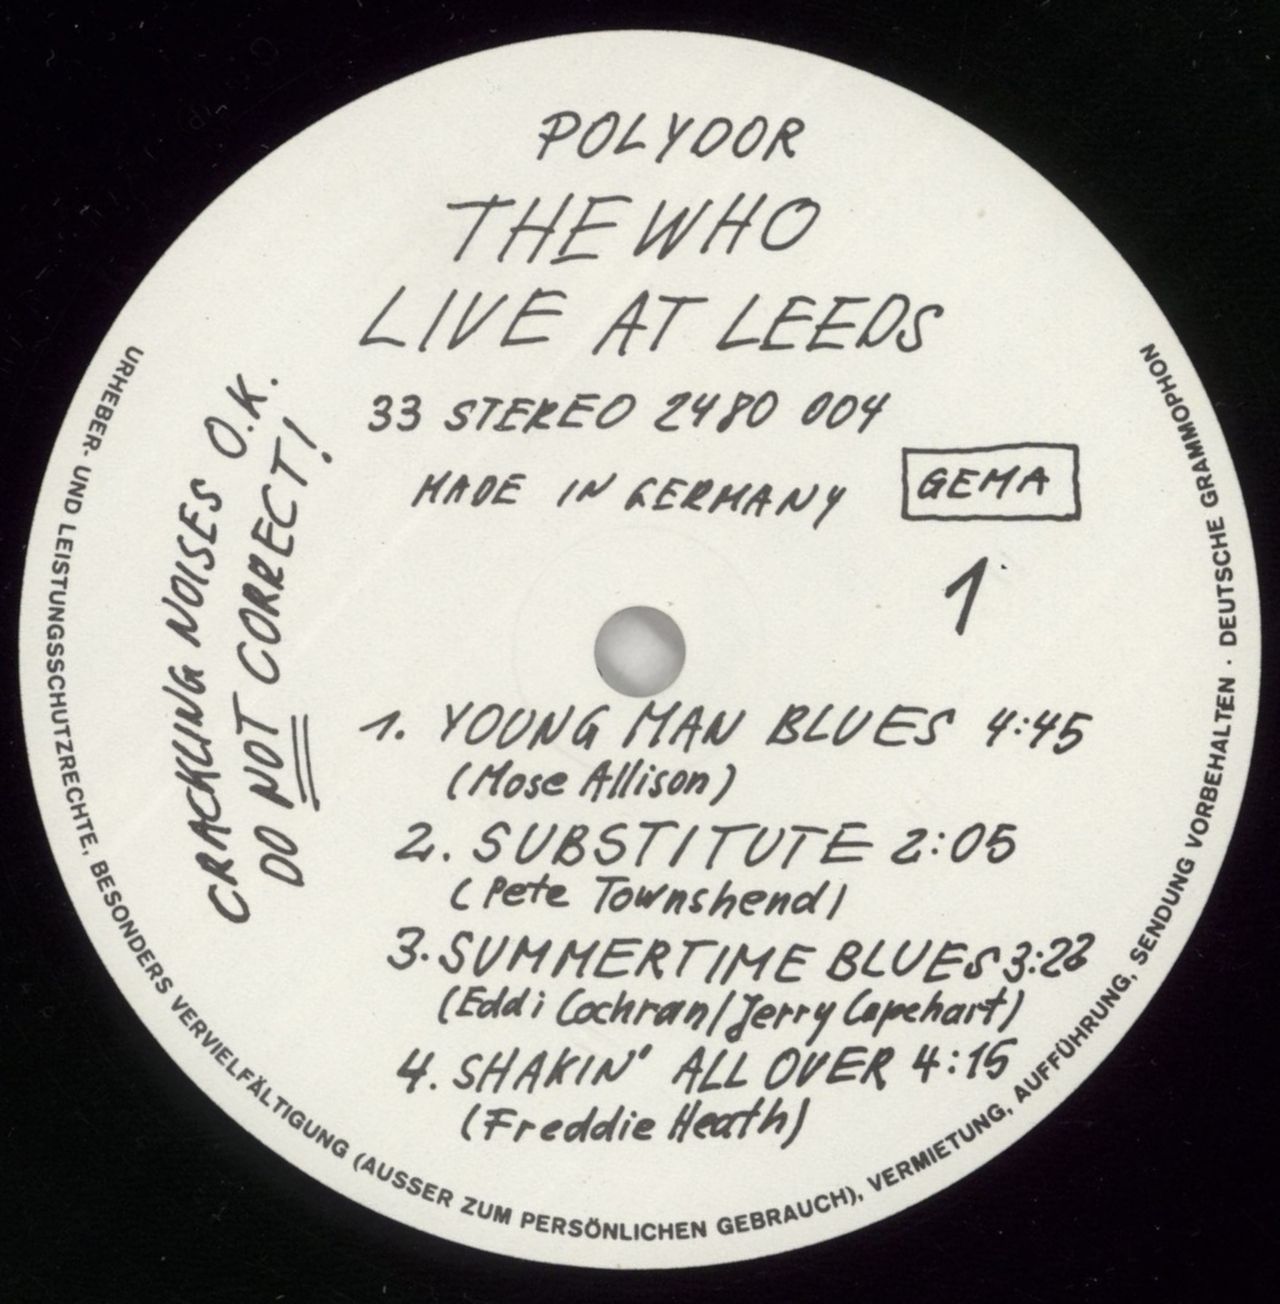 POLYDOR
THE WHO
LIVE AT LEEDS
33 STEREO 2480 004
MADE IN GERMANY
GEMA
1
CRACKLING NOISES O.K.
DO NOT CORRECT!
1. YOUNG MAN BLUES 4:45
(Mose Allison)
2. SUBSTITUTE 2:05
(Pete Townshend)
3. SUMMERTIME BLUES 3:22
(Eddi Cochran/Jerry Capehart)
4. SHAKIN' ALL OVER 4:15
(Freddie Heath)
URHEBER- UND LEISTUNGSSCHUTZRECHTE, BESONDERS VERVIELFÄLTIGUNG (AUSSER ZUM PERSÖNLICHEN GEBRAUCH), VERMIETUNG, AUFFÜHRUNG, SENDUNG VORBEHALTEN · DEUTSCHE GRAMMOPHON